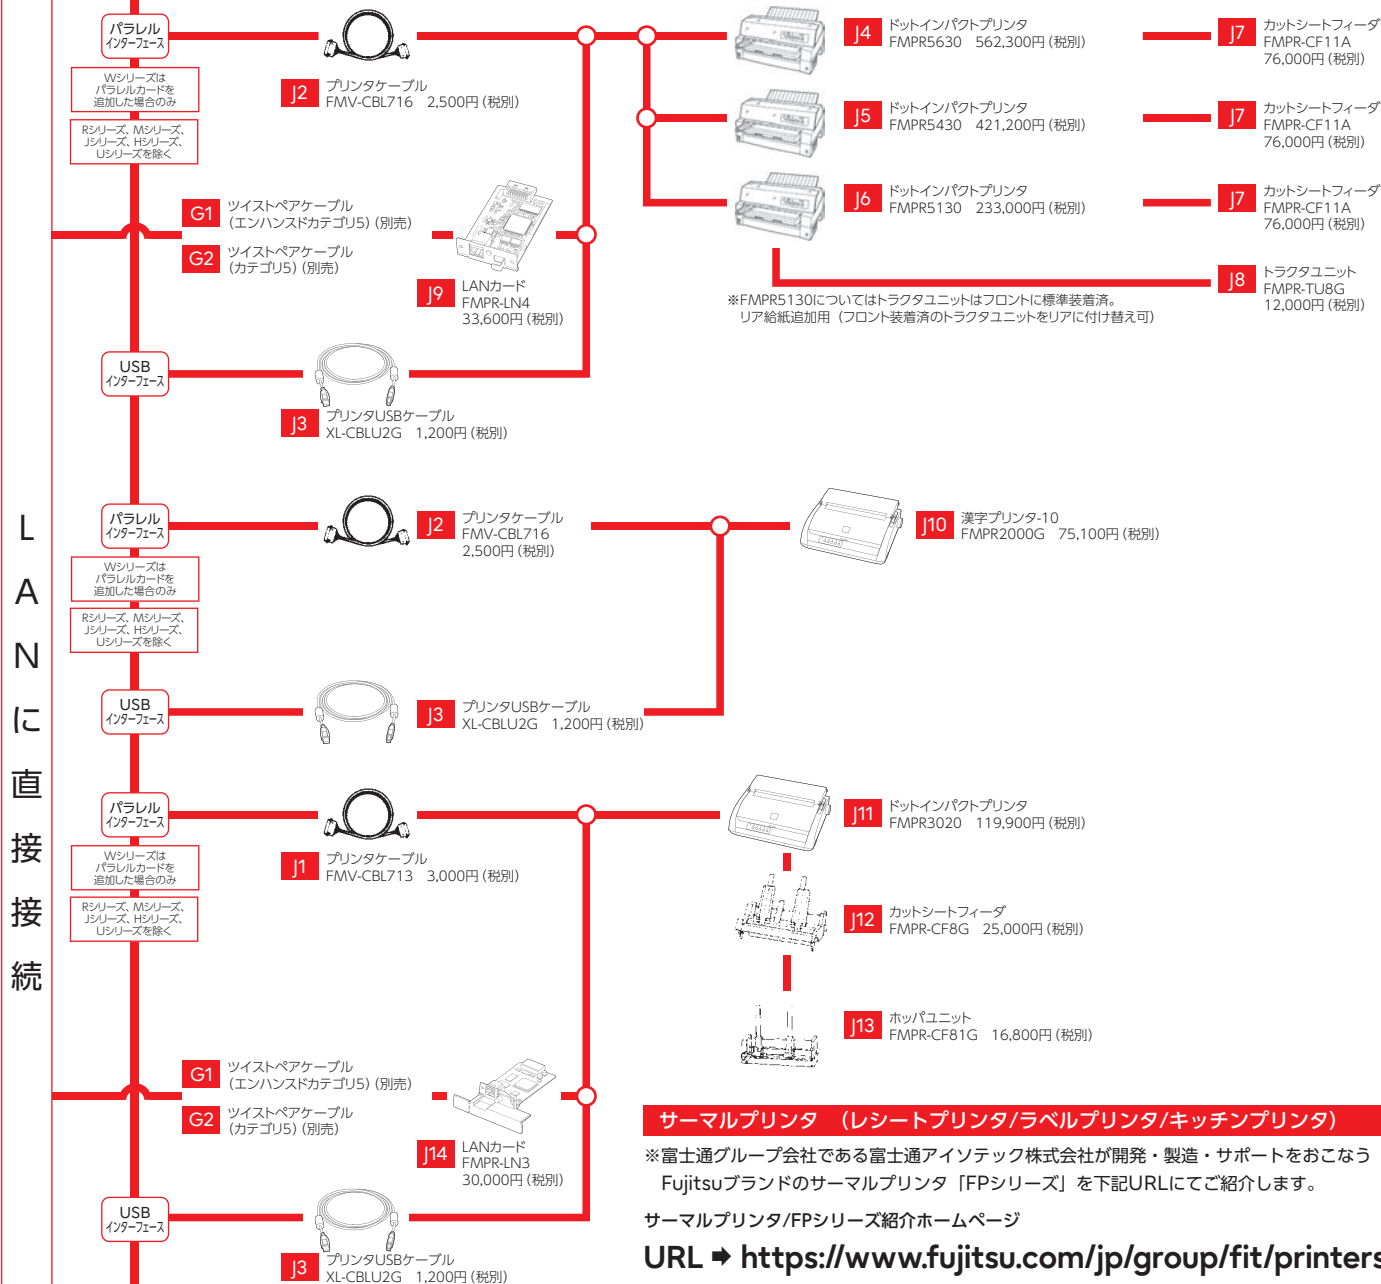 パラレル
インターフェース
Wシリーズは
パラレルカードを
追加した場合のみ
Rシリーズ、Mシリーズ、
Jシリーズ、Hシリーズ、
Uシリーズを除く
J2 プリンタケーブル
FMV-CBL716 2,500円(税別)
J4 ドットインパクトプリンタ
FMPR5630 562,300円(税別)
J7 カットシートフィーダ
FMPR-CF11A
76,000円(税別)
J5 ドットインパクトプリンタ
FMPR5430 421,200円(税別)
J7 カットシートフィーダ
FMPR-CF11A
76,000円(税別)
J6 ドットインパクトプリンタ
FMPR5130 233,000円(税別)
J7 カットシートフィーダ
FMPR-CF11A
76,000円(税別)
J8 トラクタユニット
FMPR-TU8G
12,000円(税別)
※FMPR5130についてはトラクタユニットはフロントに標準装着済。
リア給紙追加用(フロント装着済のトラクタユニットをリアに付け替え可)
G1 ツイストペアケーブル
(エンハンスドカテゴリ5)(別売)
G2 ツイストペアケーブル
(カテゴリ5)(別売)
J9 LANカード
FMPR-LN4
33,600円(税別)
USB
インターフェース
J3 プリンタUSBケーブル
XL-CBLU2G 1,200円(税別)
LANに直接接続
パラレル
インターフェース
Wシリーズは
パラレルカードを
追加した場合のみ
Rシリーズ、Mシリーズ、
Jシリーズ、Hシリーズ、
Uシリーズを除く
J2 プリンタケーブル
FMV-CBL716
2,500円(税別)
J10 漢字プリンタ-10
FMPR2000G 75,100円(税別)
USB
インターフェース
J3 プリンタUSBケーブル
XL-CBLU2G 1,200円(税別)
パラレル
インターフェース
Wシリーズは
パラレルカードを
追加した場合のみ
Rシリーズ、Mシリーズ、
Jシリーズ、Hシリーズ、
Uシリーズを除く
J1 プリンタケーブル
FMV-CBL713 3,000円(税別)
J11 ドットインパクトプリンタ
FMPR3020 119,900円(税別)
J12 カットシートフィーダ
FMPR-CF8G 25,000円(税別)
J13 ホッパユニット
FMPR-CF81G 16,800円(税別)
G1 ツイストペアケーブル
(エンハンスドカテゴリ5)(別売)
G2 ツイストペアケーブル
(カテゴリ5)(別売)
J14 LANカード
FMPR-LN3
30,000円(税別)
USB
インターフェース
J3 プリンタUSBケーブル
XL-CBLU2G 1,200円(税別)
サーマルプリンタ (レシートプリンタ/ラベルプリンタ/キッチンプリンタ)
※富士通グループ会社である富士通アイソテック株式会社が開発・製造・サポートをおこなう
Fujitsuブランドのサーマルプリンタ「FPシリーズ」を下記URLにてご紹介します。
サーマルプリンタ/FPシリーズ紹介ホームページ
URL ➡ https://www.fujitsu.com/jp/group/fit/printers